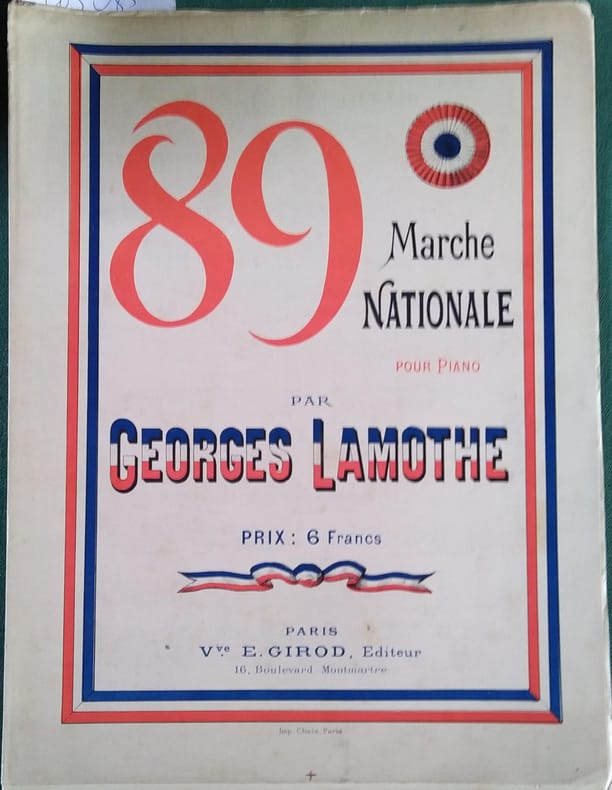 89
Marche
NATIONALE
POUR PIANO
PAR
GEORGES LAMOTHE
PRIX: 6 Francs
PARIS
Vve E. GIROD, Editeur
16, Boulevard Montmartre
Imp. Chaix, Paris